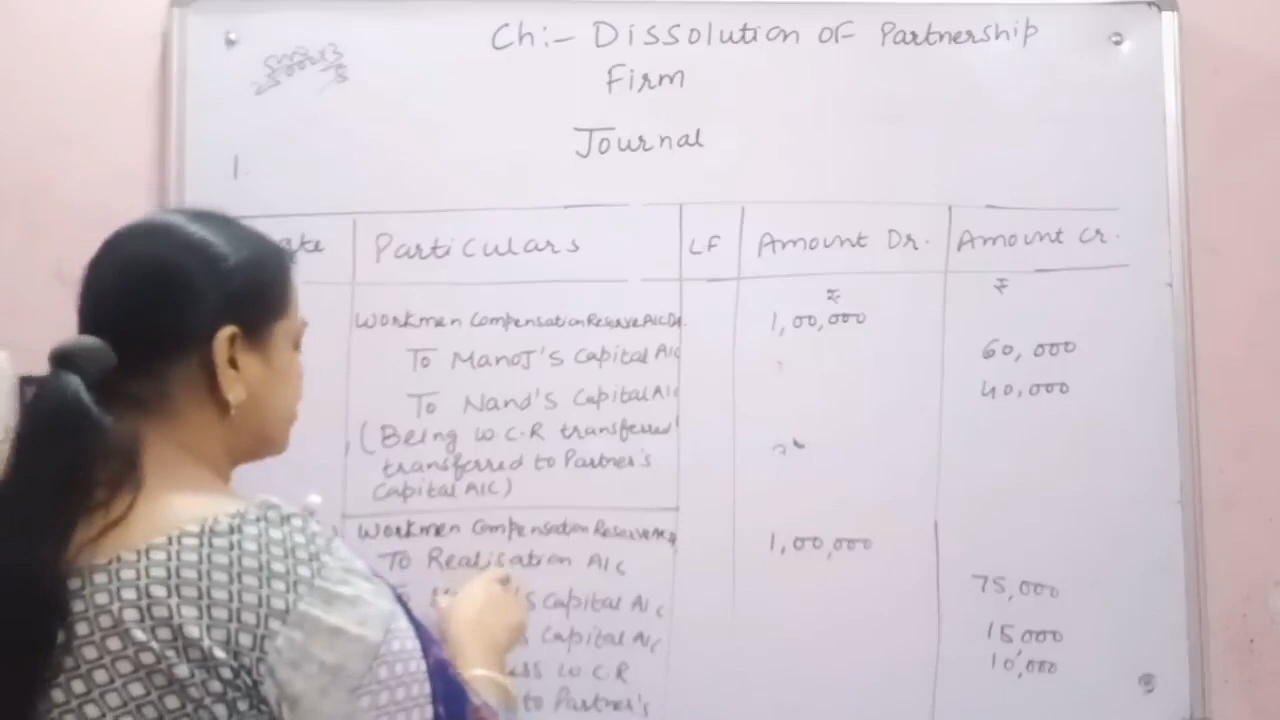 Ch:- Dissolution of Partnership
Firm
Journal
1.
Particulars LF Amount Dr. Amount Cr.
₹ ₹
Workmen Compensation Reserve A/C Dr. 1,00,000
To Manoj's Capital A/C 60,000
To Nand's Capital A/C 40,000
(Being W.C.R transferred
transferred to Partner's
Capital A/C)
Workmen Compensation Reserve 1,00,000
To Realisation A/C
Capital A/C 75,000
Capital A/C 15000
W.C.R 10,000
to Partner's